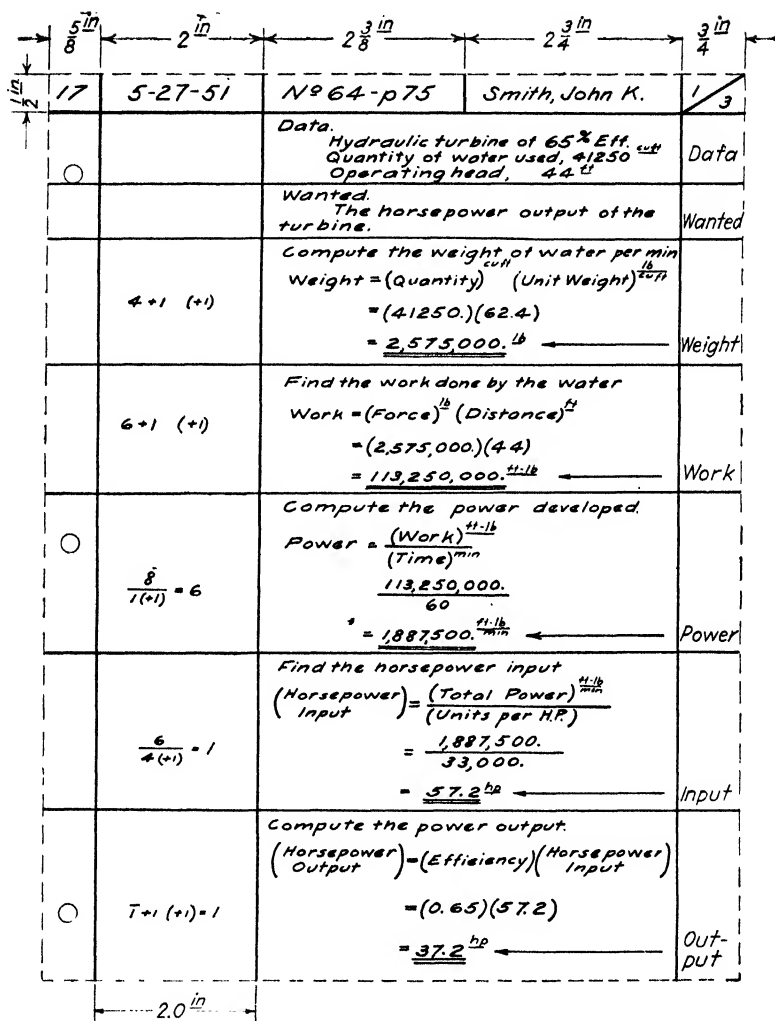 5/8 in 2 in 2 3/8 in 2 3/4 in 3/4 in
1/2 in
17 5-27-51 Nº 64-p75 Smith, John K. 1/3
Data.
Hydraulic turbine of 65% Eff.
Quantity of water used, 41250 cuft
Operating head, 44 ft
Data
Wanted.
The horsepower output of the
turbine.
Wanted
Compute the weight of water per min
Weight = (Quantity) cuft (Unit Weight) lb/cuft
4+1 (+1)
= (41250.)(62.4)
= 2,575,000. lb
Weight
Find the work done by the water
6+1 (+1)
Work = (Force) lb (Distance) ft
= (2,575,000.)(44)
= 113,250,000. ft-lb
Work
Compute the power developed.
Power = (Work) ft-lb / (Time) min
8 / 1(+1) = 6
113,250,000. / 60
= 1,887,500. ft-lb/min
Power
Find the horsepower input
(Horsepower Input) = (Total Power) ft-lb/min / (Units per H.P.)
6 / 4(+1) = 1
= 1,887,500. / 33,000.
= 57.2 hp
Input
Compute the power output.
(Horsepower Output) = (Efficiency)(Horsepower Input)
1̄+1 (+1) = 1
= (0.65)(57.2)
= 37.2 hp
Out-
put
2.0 in